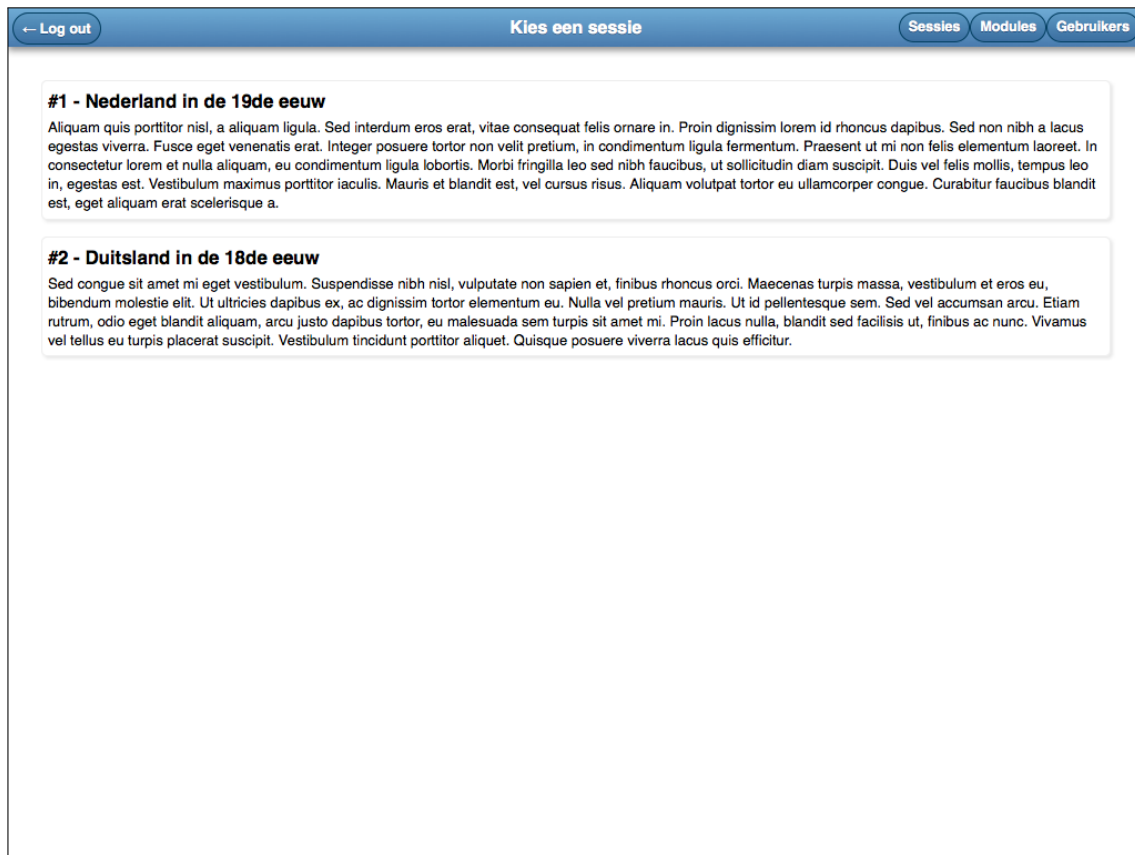 ← Log out
Kies een sessie
Sessies
Modules
Gebruikers
#1 - Nederland in de 19de eeuw
Aliquam quis porttitor nisl, a aliquam ligula. Sed interdum eros erat, vitae consequat felis ornare in. Proin dignissim lorem id rhoncus dapibus. Sed non nibh a lacus
egestas viverra. Fusce eget venenatis erat. Integer posuere tortor non velit pretium, in condimentum ligula fermentum. Praesent ut mi non felis elementum laoreet. In
consectetur lorem et nulla aliquam, eu condimentum ligula lobortis. Morbi fringilla leo sed nibh faucibus, ut sollicitudin diam suscipit. Duis vel felis mollis, tempus leo
in, egestas est. Vestibulum maximus porttitor iaculis. Mauris et blandit est, vel cursus risus. Aliquam volutpat tortor eu ullamcorper congue. Curabitur faucibus blandit
est, eget aliquam erat scelerisque a.
#2 - Duitsland in de 18de eeuw
Sed congue sit amet mi eget vestibulum. Suspendisse nibh nisl, vulputate non sapien et, finibus rhoncus orci. Maecenas turpis massa, vestibulum et eros eu,
bibendum molestie elit. Ut ultricies dapibus ex, ac dignissim tortor elementum eu. Nulla vel pretium mauris. Ut id pellentesque sem. Sed vel accumsan arcu. Etiam
rutrum, odio eget blandit aliquam, arcu justo dapibus tortor, eu malesuada sem turpis sit amet mi. Proin lacus nulla, blandit sed facilisis ut, finibus ac nunc. Vivamus
vel tellus eu turpis placerat suscipit. Vestibulum tincidunt porttitor aliquet. Quisque posuere viverra lacus quis efficitur.